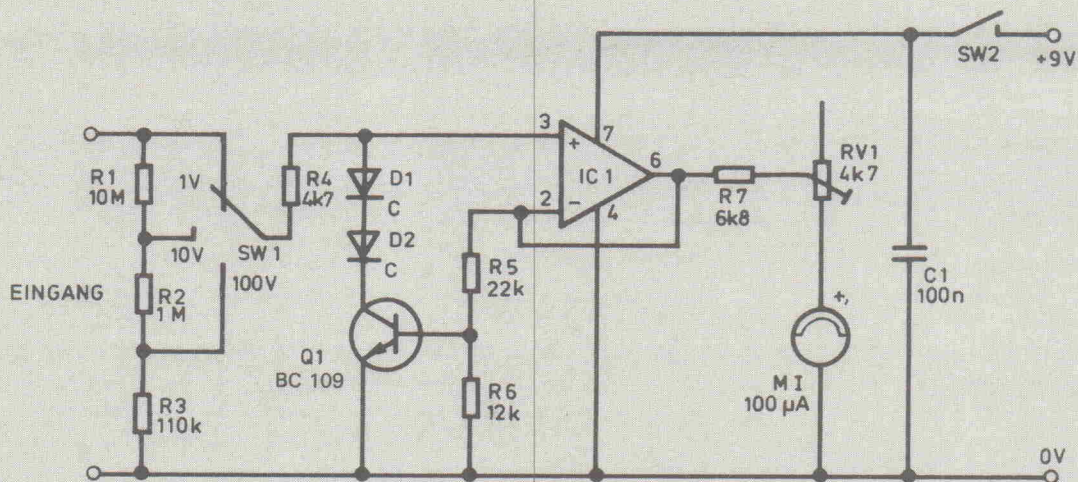 SW2
+9V
3
7
+
IC 1
6
2
−
4
R7
6k8
RV1
4k7
R1
10M
1V
R4
4k7
D1
C
D2
C
10V
SW 1
100V
EINGANG
R2
1 M
R5
22k
C1
100n
+
Q1
BC 109
R6
12k
M I
100 µA
R3
110k
0V